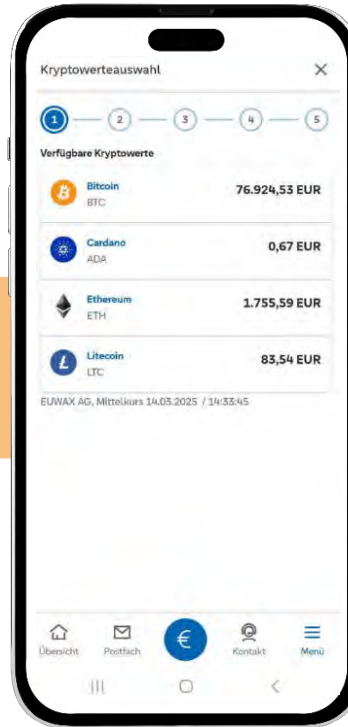 Kryptowerteauswahl
1 2 3 4 5
Verfügbare Kryptowerte
Bitcoin 76.924,53 EUR
BTC
Cardano 0,67 EUR
ADA
Ethereum 1.755,59 EUR
ETH
Litecoin 83,54 EUR
LTC
EUWAX AG, Mittelkurs 14.03.2025 / 14:33:45
Übersicht Postfach € Kontakt Menü